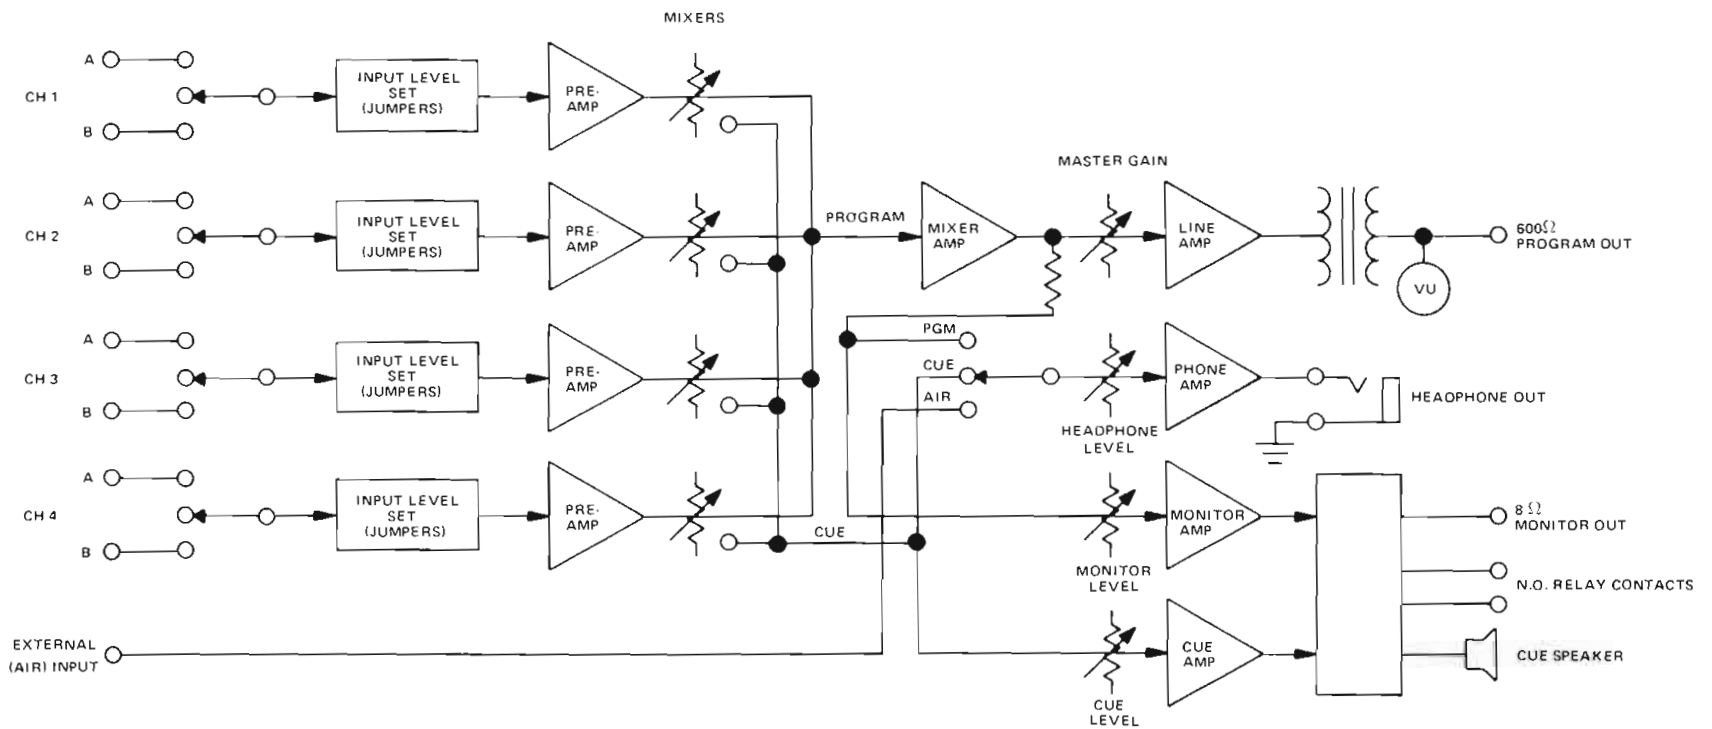 MIXERS
A
CH 1
B
INPUT LEVEL
SET
(JUMPERS)
PRE-
AMP
A
CH 2
B
INPUT LEVEL
SET
(JUMPERS)
PRE-
AMP
A
CH 3
B
INPUT LEVEL
SET
(JUMPERS)
PRE-
AMP
A
CH 4
B
INPUT LEVEL
SET
(JUMPERS)
PRE-
AMP
EXTERNAL
(AIR) INPUT
PROGRAM
CUE
MIXER
AMP
MASTER GAIN
LINE
AMP
VU
600Ω
PROGRAM OUT
PGM
CUE
AIR
HEADPHONE
LEVEL
PHONE
AMP
HEADPHONE OUT
MONITOR
LEVEL
MONITOR
AMP
8Ω
MONITOR OUT
N.O. RELAY CONTACTS
CUE
LEVEL
CUE
AMP
CUE SPEAKER